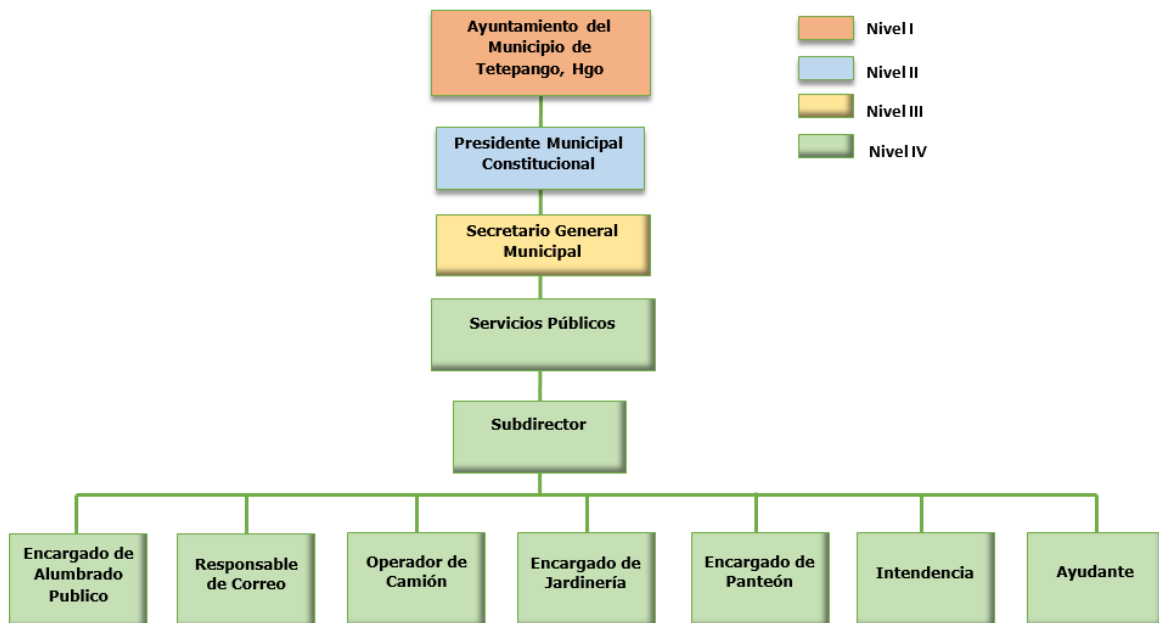 Ayuntamiento del
Municipio de
Tetepango, Hgo
Nivel I
Nivel II
Nivel III
Nivel IV
Presidente Municipal
Constitucional
Secretario General
Municipal
Servicios Públicos
Subdirector
Encargado de
Alumbrado
Publico
Responsable
de Correo
Operador de
Camión
Encargado de
Jardinería
Encargado de
Panteón
Intendencia
Ayudante